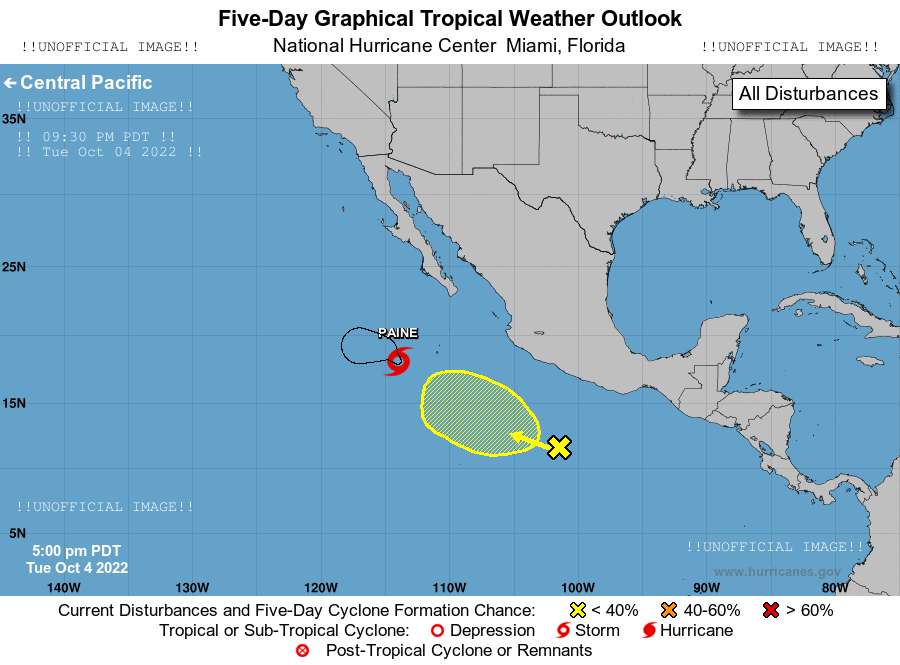 Five-Day Graphical Tropical Weather Outlook
!!UNOFFICIAL IMAGE!! National Hurricane Center Miami, Florida !!UNOFFICIAL IMAGE!!
← Central Pacific
All Disturbances
!!UNOFFICIAL IMAGE!!
35N
!! 09:30 PM PDT !!
!! Tue Oct 04 2022 !!
25N
PAINE
15N
!!UNOFFICIAL IMAGE!!
5N
5:00 pm PDT
Tue Oct 4 2022
!!UNOFFICIAL IMAGE!!
www.hurricanes.gov
140W 130W 120W 110W 100W 90W 80W
Current Disturbances and Five-Day Cyclone Formation Chance: < 40% 40-60% > 60%
Tropical or Sub-Tropical Cyclone: Depression Storm Hurricane
Post-Tropical Cyclone or Remnants